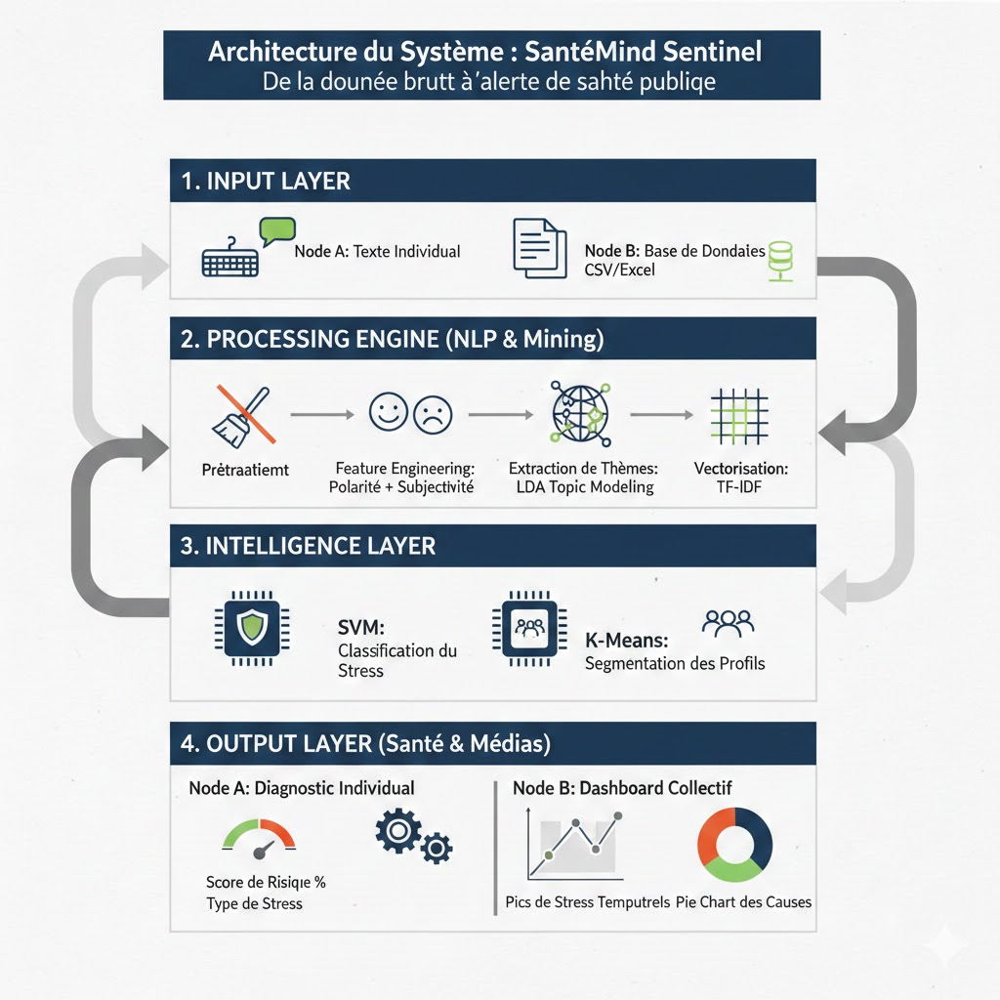 Architecture du Système : SantéMind Sentinel
De la dounée brutt à'alerte de sahté publiqe
1. INPUT LAYER
Node A: Texte Individual
Node B: Base de Dondaies
CSV/Excel
2. PROCESSING ENGINE (NLP & Mining)
Prètraatiemt
Feature Engineering:
Polarité + Subjectivité
Extraction de Thèmes:
LDA Topic Modeling
Vectorisation:
TF-IDF
3. INTELLIGENCE LAYER
SVM:
Classification du
Stress
K-Means:
Segmentation des Profils
4. OUTPUT LAYER (Santé & Médias)
Node A: Diagnostic Individual
Score de Risiqıe %
Type de Stress
Node B: Dashboard Collectif
Pics de Stress Temputrels
Pie Chart des Causes